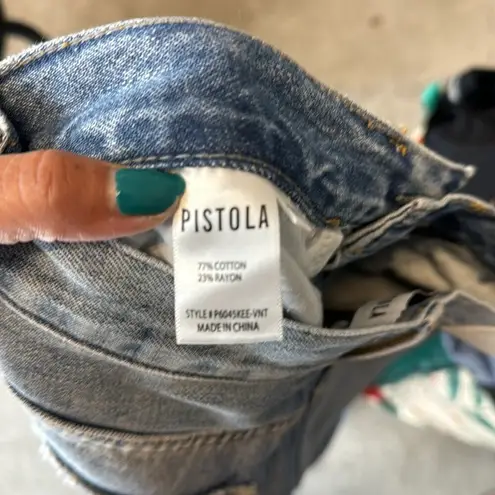 PISTOLA
77% COTTON
23% RAYON
STYLE # P6045KEE-VNT
MADE IN CHINA